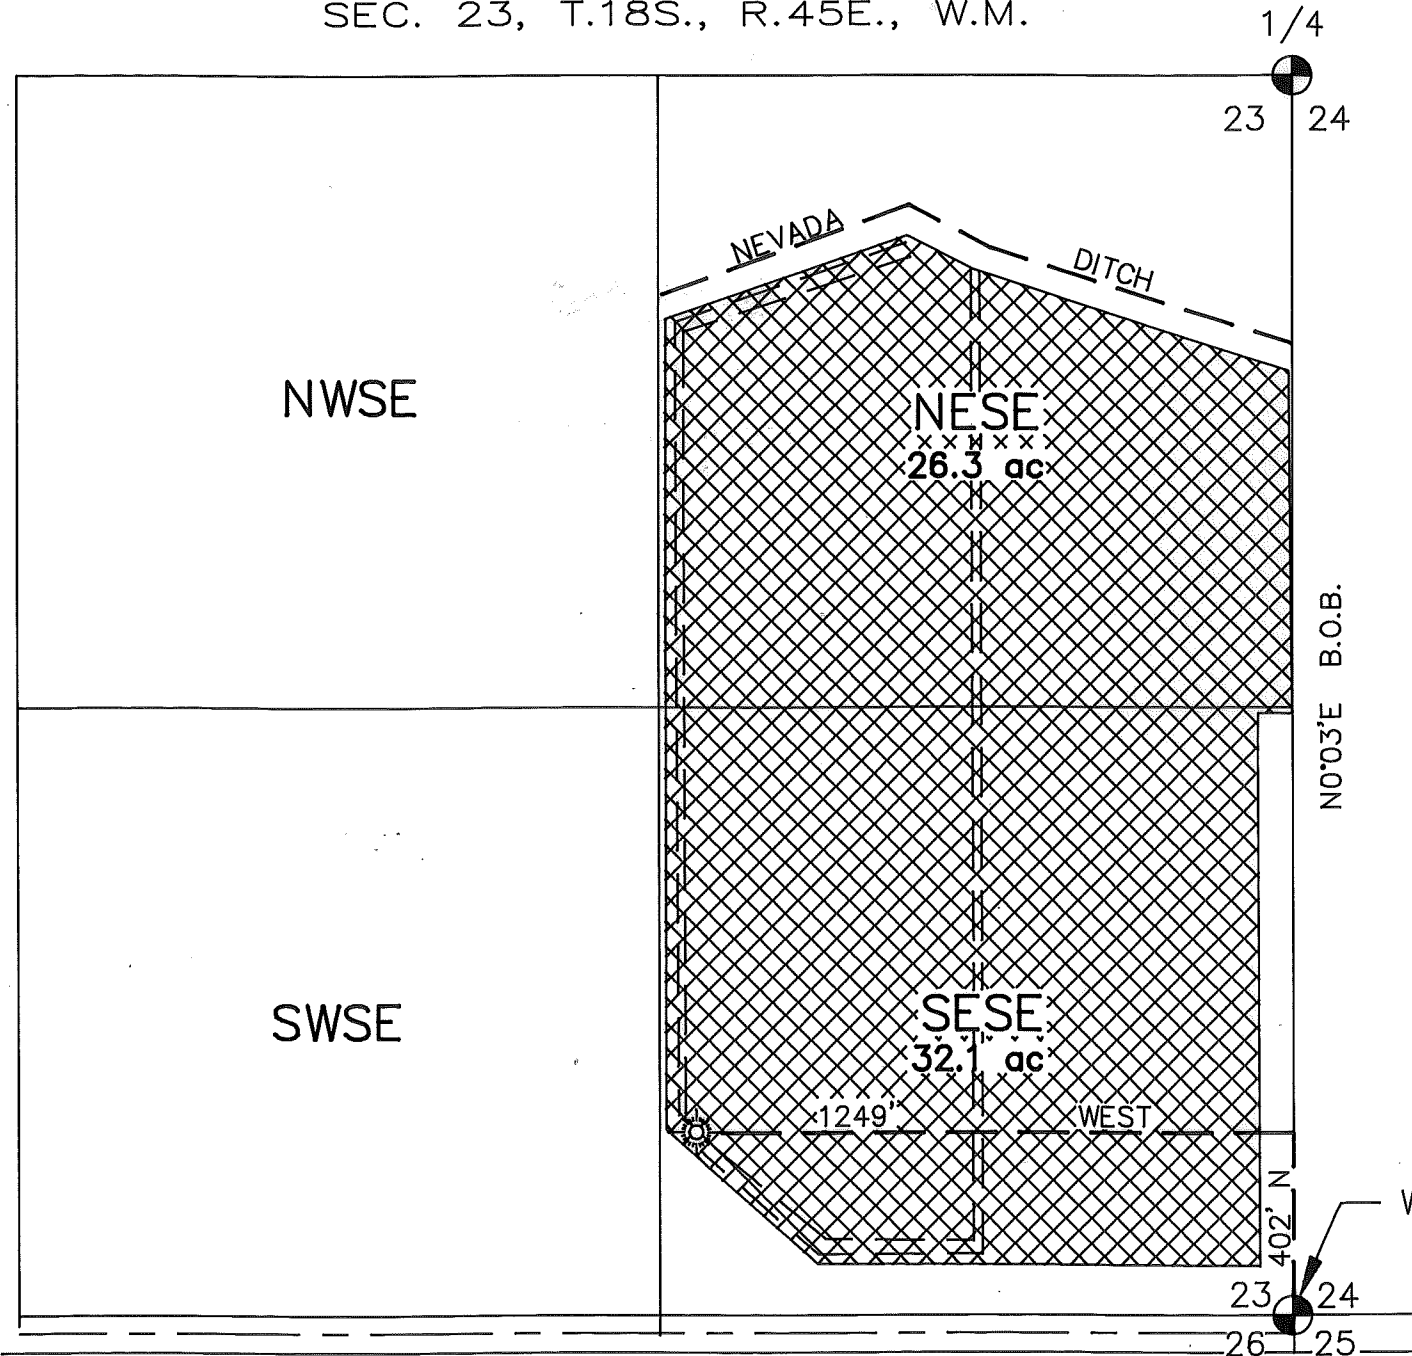 SEC. 23, T.18S., R.45E., W.M.
1/4
23 24
NEVADA DITCH
NWSE
NESE
26.3 ac
N0°03'E B.O.B.
SWSE
SESE
32.1 ac
1249' WEST
402' N
W
23 24
26 25